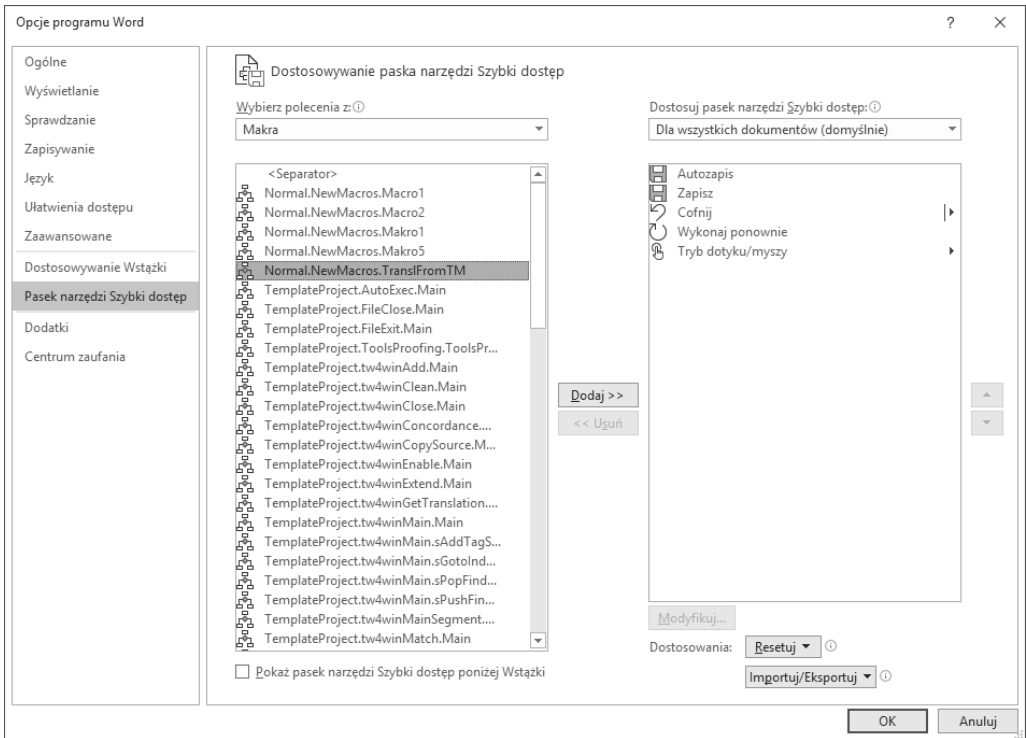 Opcje programu Word
?
Ogólne
Wyświetlanie
Sprawdzanie
Zapisywanie
Język
Ułatwienia dostępu
Zaawansowane
Dostosowywanie Wstążki
Pasek narzędzi Szybki dostęp
Dodatki
Centrum zaufania
Dostosowywanie paska narzędzi Szybki dostęp
Wybierz polecenia z:
Makra
<Separator>
Normal.NewMacros.Macro1
Normal.NewMacros.Macro2
Normal.NewMacros.Makro1
Normal.NewMacros.Makro5
Normal.NewMacros.TranslFromTM
TemplateProject.AutoExec.Main
TemplateProject.FileClose.Main
TemplateProject.FileExit.Main
TemplateProject.ToolsProofing.ToolsPr...
TemplateProject.tw4winAdd.Main
TemplateProject.tw4winClean.Main
TemplateProject.tw4winClose.Main
TemplateProject.tw4winConcordance....
TemplateProject.tw4winCopySource.M...
TemplateProject.tw4winEnable.Main
TemplateProject.tw4winExtend.Main
TemplateProject.tw4winGetTranslation....
TemplateProject.tw4winMain.Main
TemplateProject.tw4winMain.sAddTagS...
TemplateProject.tw4winMain.sGotoInd...
TemplateProject.tw4winMain.sPopFind...
TemplateProject.tw4winMain.sPushFin...
TemplateProject.tw4winMainSegment....
TemplateProject.tw4winMatch.Main
Pokaż pasek narzędzi Szybki dostęp poniżej Wstążki
Dodaj >>
<< Usuń
Dostosuj pasek narzędzi Szybki dostęp:
Dla wszystkich dokumentów (domyślnie)
Autozapis
Zapisz
Cofnij
Wykonaj ponownie
Tryb dotyku/myszy
Modyfikuj...
Dostosowania: Resetuj
Importuj/Eksportuj
OK Anuluj